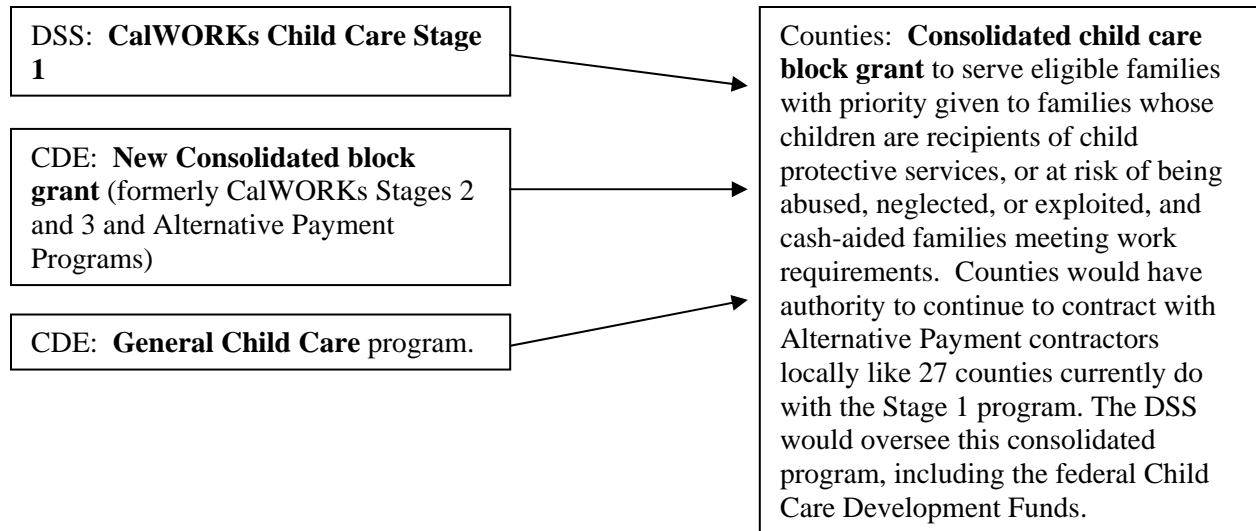 DSS: CalWORKs Child Care Stage
1
CDE: New Consolidated block
grant (formerly CalWORKs Stages 2
and 3 and Alternative Payment
Programs)
CDE: General Child Care program.
Counties: Consolidated child care
block grant to serve eligible families
with priority given to families whose
children are recipients of child
protective services, or at risk of being
abused, neglected, or exploited, and
cash-aided families meeting work
requirements. Counties would have
authority to continue to contract with
Alternative Payment contractors
locally like 27 counties currently do
with the Stage 1 program. The DSS
would oversee this consolidated
program, including the federal Child
Care Development Funds.